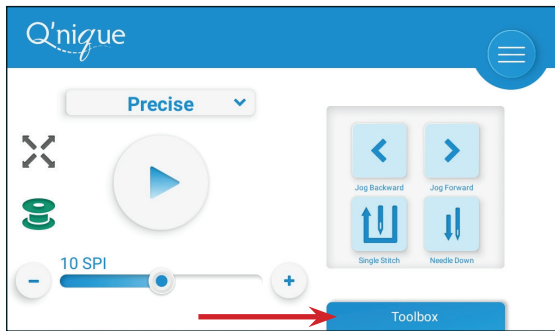 Q'nique
Precise
Jog Backward
Jog Forward
10 SPI
Single Stitch
Needle Down
Toolbox